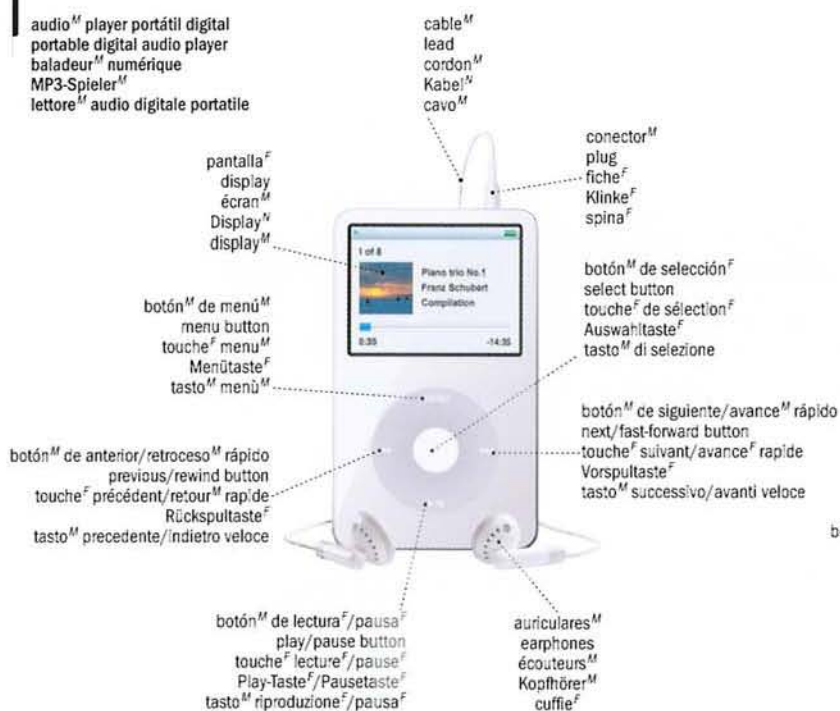 audioᴹ player portátil digital
portable digital audio player
baladeurᴹ numérique
MP3-Spielerᴹ
lettoreᴹ audio digitale portatile
cableᴹ
lead
cordonᴹ
Kabelᴺ
cavoᴹ
conectorᴹ
plug
ficheꟳ
Klinkeꟳ
spinaꟳ
pantallaꟳ
display
écranᴹ
Displayᴺ
displayᴹ
1 of 8
Piano trio No.1
Franz Schubert
Compilation
0:35 -14:35
botónᴹ de selecciónꟳ
select button
toucheꟳ de sélectionꟳ
Auswahltasteꟳ
tastoᴹ di selezione
botónᴹ de menúᴹ
menu button
toucheꟳ menuᴹ
Menütasteꟳ
tastoᴹ menùᴹ
MENU
botónᴹ de siguiente/avanceᴹ rápido
next/fast-forward button
toucheꟳ suivant/avanceꟳ rapide
Vorspultasteꟳ
tastoᴹ successivo/avanti veloce
botónᴹ de anterior/retrocesoᴹ rápido
previous/rewind button
toucheꟳ précédent/retourᴹ rapide
Rückspultasteꟳ
tastoᴹ precedente/indietro veloce
b
botónᴹ de lecturaꟳ/pausaꟳ
play/pause button
toucheꟳ lectureꟳ/pauseꟳ
Play-Tasteꟳ/Pausetasteꟳ
tastoᴹ riproduzioneꟳ/pausaꟳ
auricularesᴹ
earphones
écouteursᴹ
Kopfhörerᴹ
cuffieꟳ